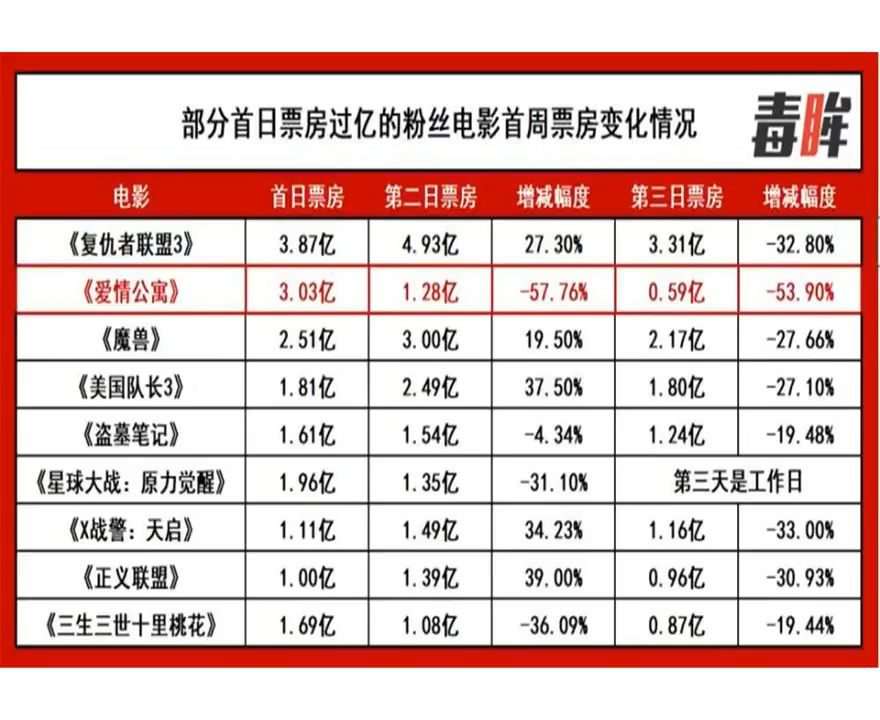 部分首日票房过亿的粉丝电影首周票房变化情况 毒眸
电影 首日票房 第二日票房 增减幅度 第三日票房 增减幅度
《复仇者联盟3》 3.87亿 4.93亿 27.30% 3.31亿 -32.80%
《爱情公寓》 3.03亿 1.28亿 -57.76% 0.59亿 -53.90%
《魔兽》 2.51亿 3.00亿 19.50% 2.17亿 -27.66%
《美国队长3》 1.81亿 2.49亿 37.50% 1.80亿 -27.10%
《盗墓笔记》 1.61亿 1.54亿 -4.34% 1.24亿 -19.48%
《星球大战：原力觉醒》 1.96亿 1.35亿 -31.10% 第三天是工作日
《X战警：天启》 1.11亿 1.49亿 34.23% 1.16亿 -33.00%
《正义联盟》 1.00亿 1.39亿 39.00% 0.96亿 -30.93%
《三生三世十里桃花》 1.69亿 1.08亿 -36.09% 0.87亿 -19.44%